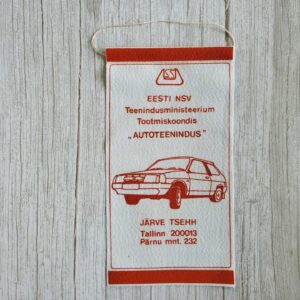 EESTI NSV
Teenindusministeerium
Tootmiskoondis
„AUTOTEENINDUS"
JÄRVE TSEHH
Tallinn 200013
Pärnu mnt. 232